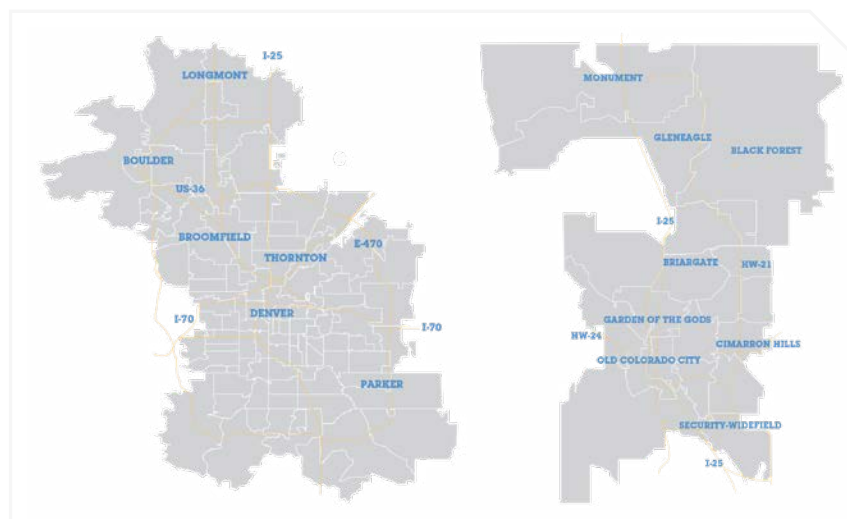 I-25
LONGMONT
BOULDER
US-36
BROOMFIELD
E-470
THORNTON
DENVER
I-70
I-70
PARKER
MONUMENT
GLENEAGLE
BLACK FOREST
I-25
BRIARGATE
HW-21
GARDEN OF THE GODS
HW-24
CIMARRON HILLS
OLD COLORADO CITY
SECURITY-WIDEFIELD
I-25